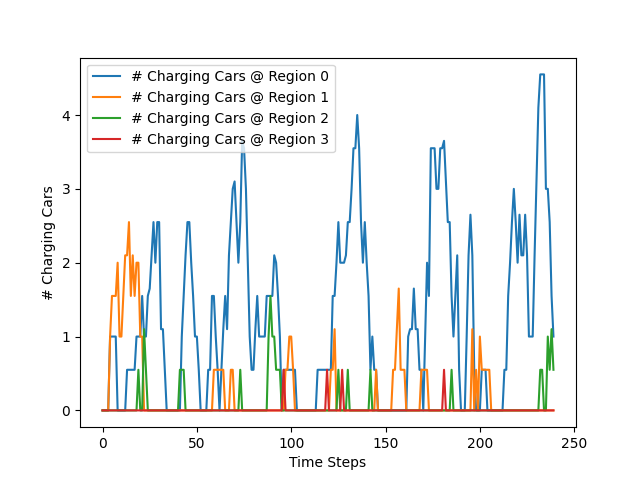 # Charging Cars @ Region 0
# Charging Cars @ Region 1
# Charging Cars @ Region 2
# Charging Cars @ Region 3
# Charging Cars
4
3
2
1
0
0 50 100 150 200 250
Time Steps